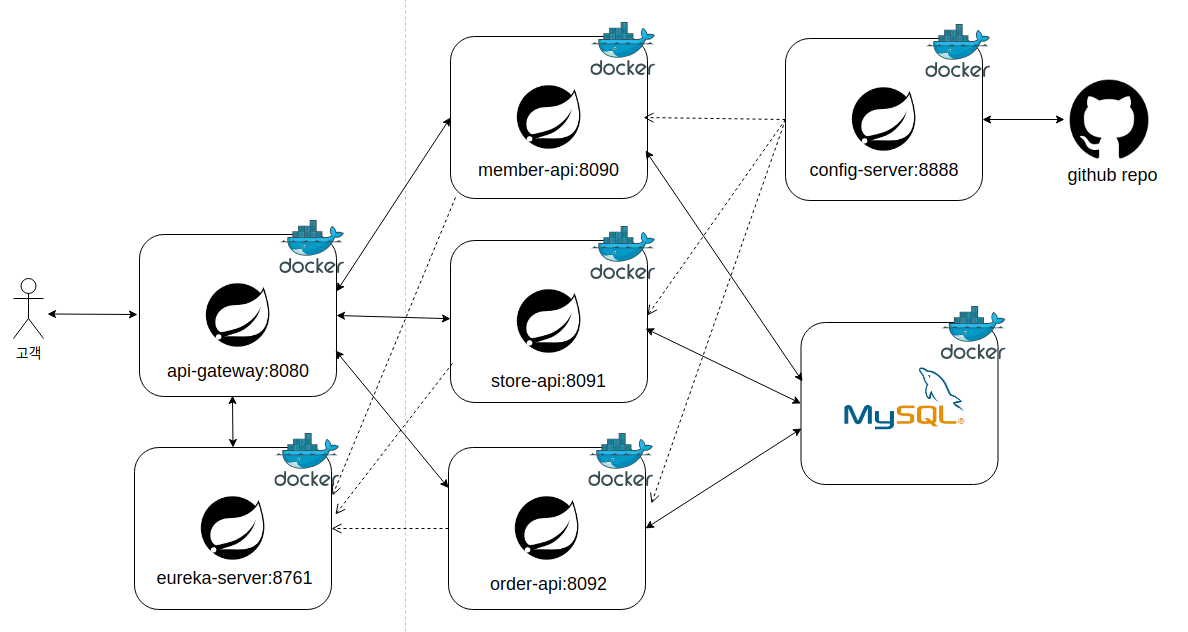 docker
member-api:8090
docker
config-server:8888
github repo
고객
docker
api-gateway:8080
docker
store-api:8091
docker
MySQL®
docker
eureka-server:8761
docker
order-api:8092